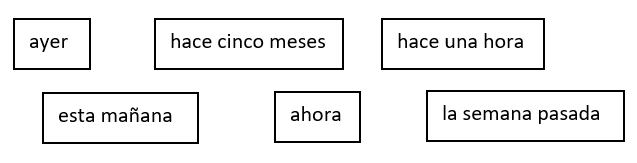 ayer
hace cinco meses
hace una hora
esta mañana
ahora
la semana pasada